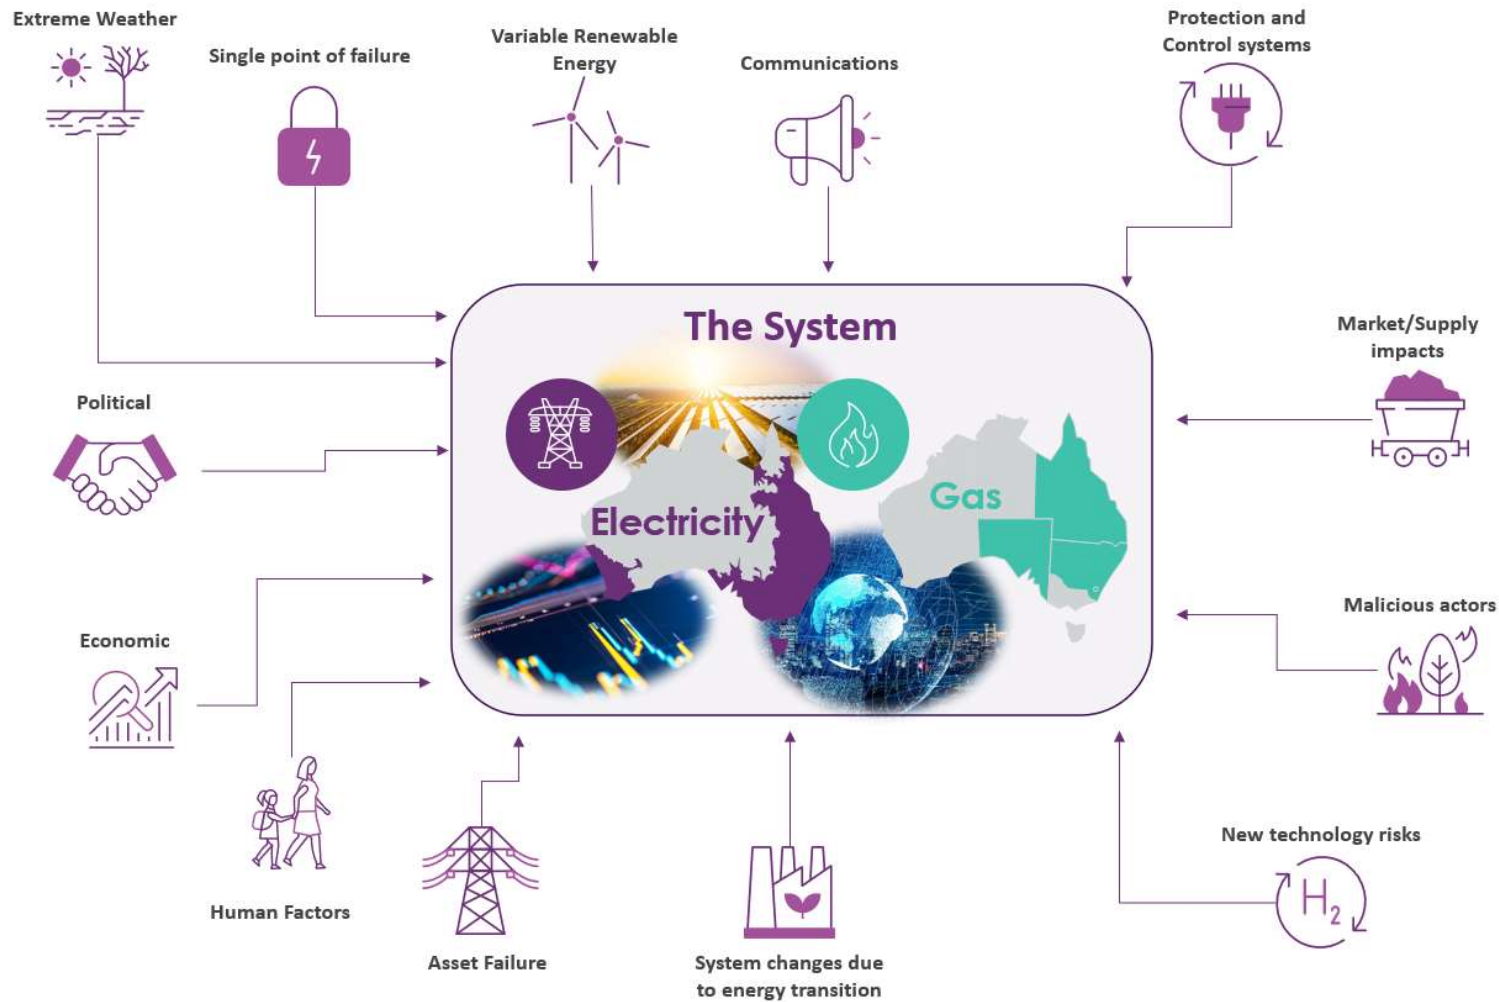 Extreme Weather
Single point of failure
Variable Renewable
Energy
Communications
Protection and
Control systems
The System
Market/Supply
impacts
Political
Electricity
Gas
Economic
Malicious actors
Human Factors
New technology risks
H2
Asset Failure
System changes due
to energy transition